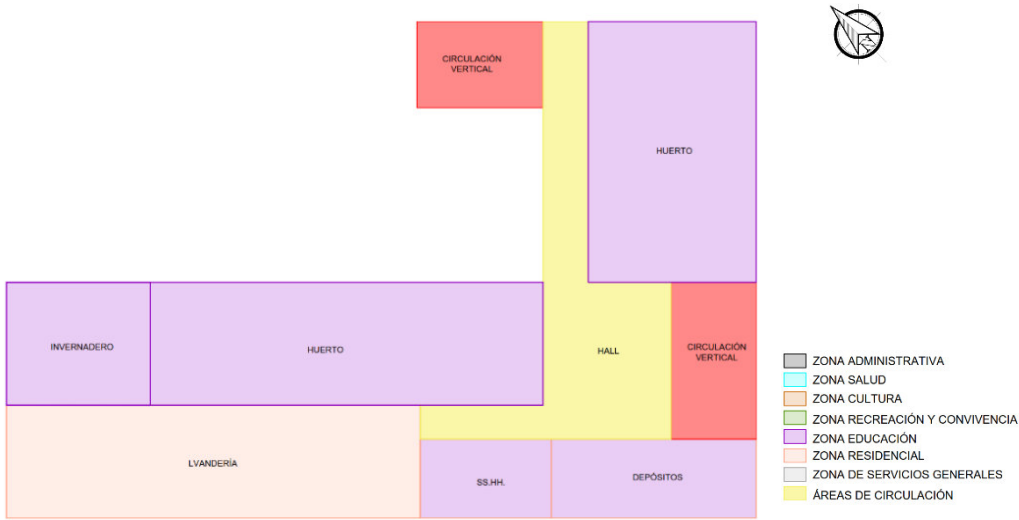 CIRCULACIÓN
VERTICAL
HUERTO
INVERNADERO
HUERTO
HALL
CIRCULACIÓN
VERTICAL
LVANDERÍA
SS.HH.
DEPÓSITOS
ZONA ADMINISTRATIVA
ZONA SALUD
ZONA CULTURA
ZONA RECREACIÓN Y CONVIVENCIA
ZONA EDUCACIÓN
ZONA RESIDENCIAL
ZONA DE SERVICIOS GENERALES
ÁREAS DE CIRCULACIÓN